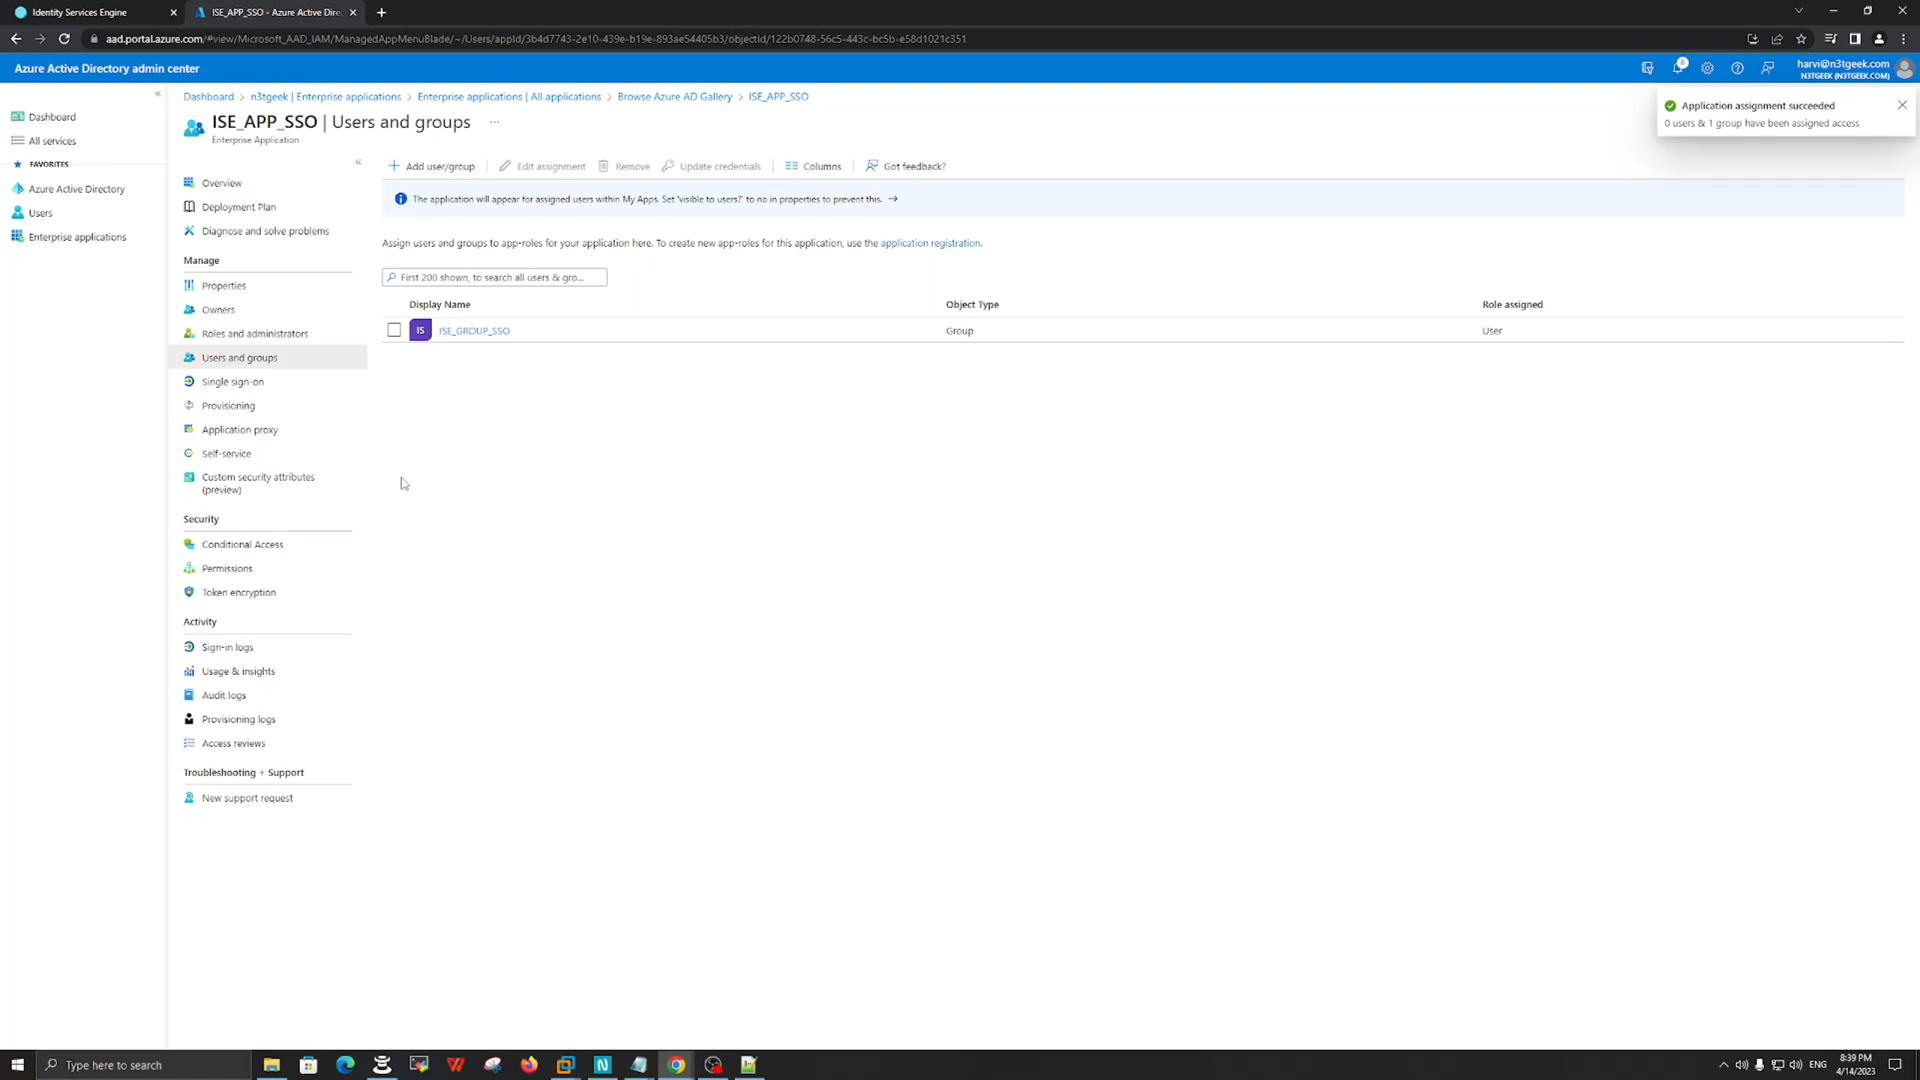 Identity Services Engine
ISE_APP_SSO - Azure Active Dire
aad.portal.azure.com/#view/Microsoft_AAD_IAM/ManagedAppMenuBlade/~/Users/appId/3b4d7743-2e10-439e-b19e-893ae54405b3/objectId/122b0748-56c5-443c-bc5b-e58d1021c351
Azure Active Directory admin center
8
harvi@n3tgeek.com
N3TGEEK (N3TGEEK.COM)
Dashboard
All services
FAVORITES
Azure Active Directory
Users
Enterprise applications
Dashboard > n3tgeek | Enterprise applications > Enterprise applications | All applications > Browse Azure AD Gallery > ISE_APP_SSO
ISE_APP_SSO | Users and groups ...
Enterprise Application
Application assignment succeeded
0 users & 1 group have been assigned access
Overview
Deployment Plan
Diagnose and solve problems
Manage
Properties
Owners
Roles and administrators
Users and groups
Single sign-on
Provisioning
Application proxy
Self-service
Custom security attributes
(preview)
Security
Conditional Access
Permissions
Token encryption
Activity
Sign-in logs
Usage & insights
Audit logs
Provisioning logs
Access reviews
Troubleshooting + Support
New support request
Add user/group Edit assignment Remove Update credentials Columns Got feedback?
The application will appear for assigned users within My Apps. Set 'visible to users?' to no in properties to prevent this. →
Assign users and groups to app-roles for your application here. To create new app-roles for this application, use the application registration.
First 200 shown, to search all users & gro...
Display Name Object Type Role assigned
IS ISE_GROUP_SSO Group User
Type here to search
ENG
8:39 PM
4/14/2023